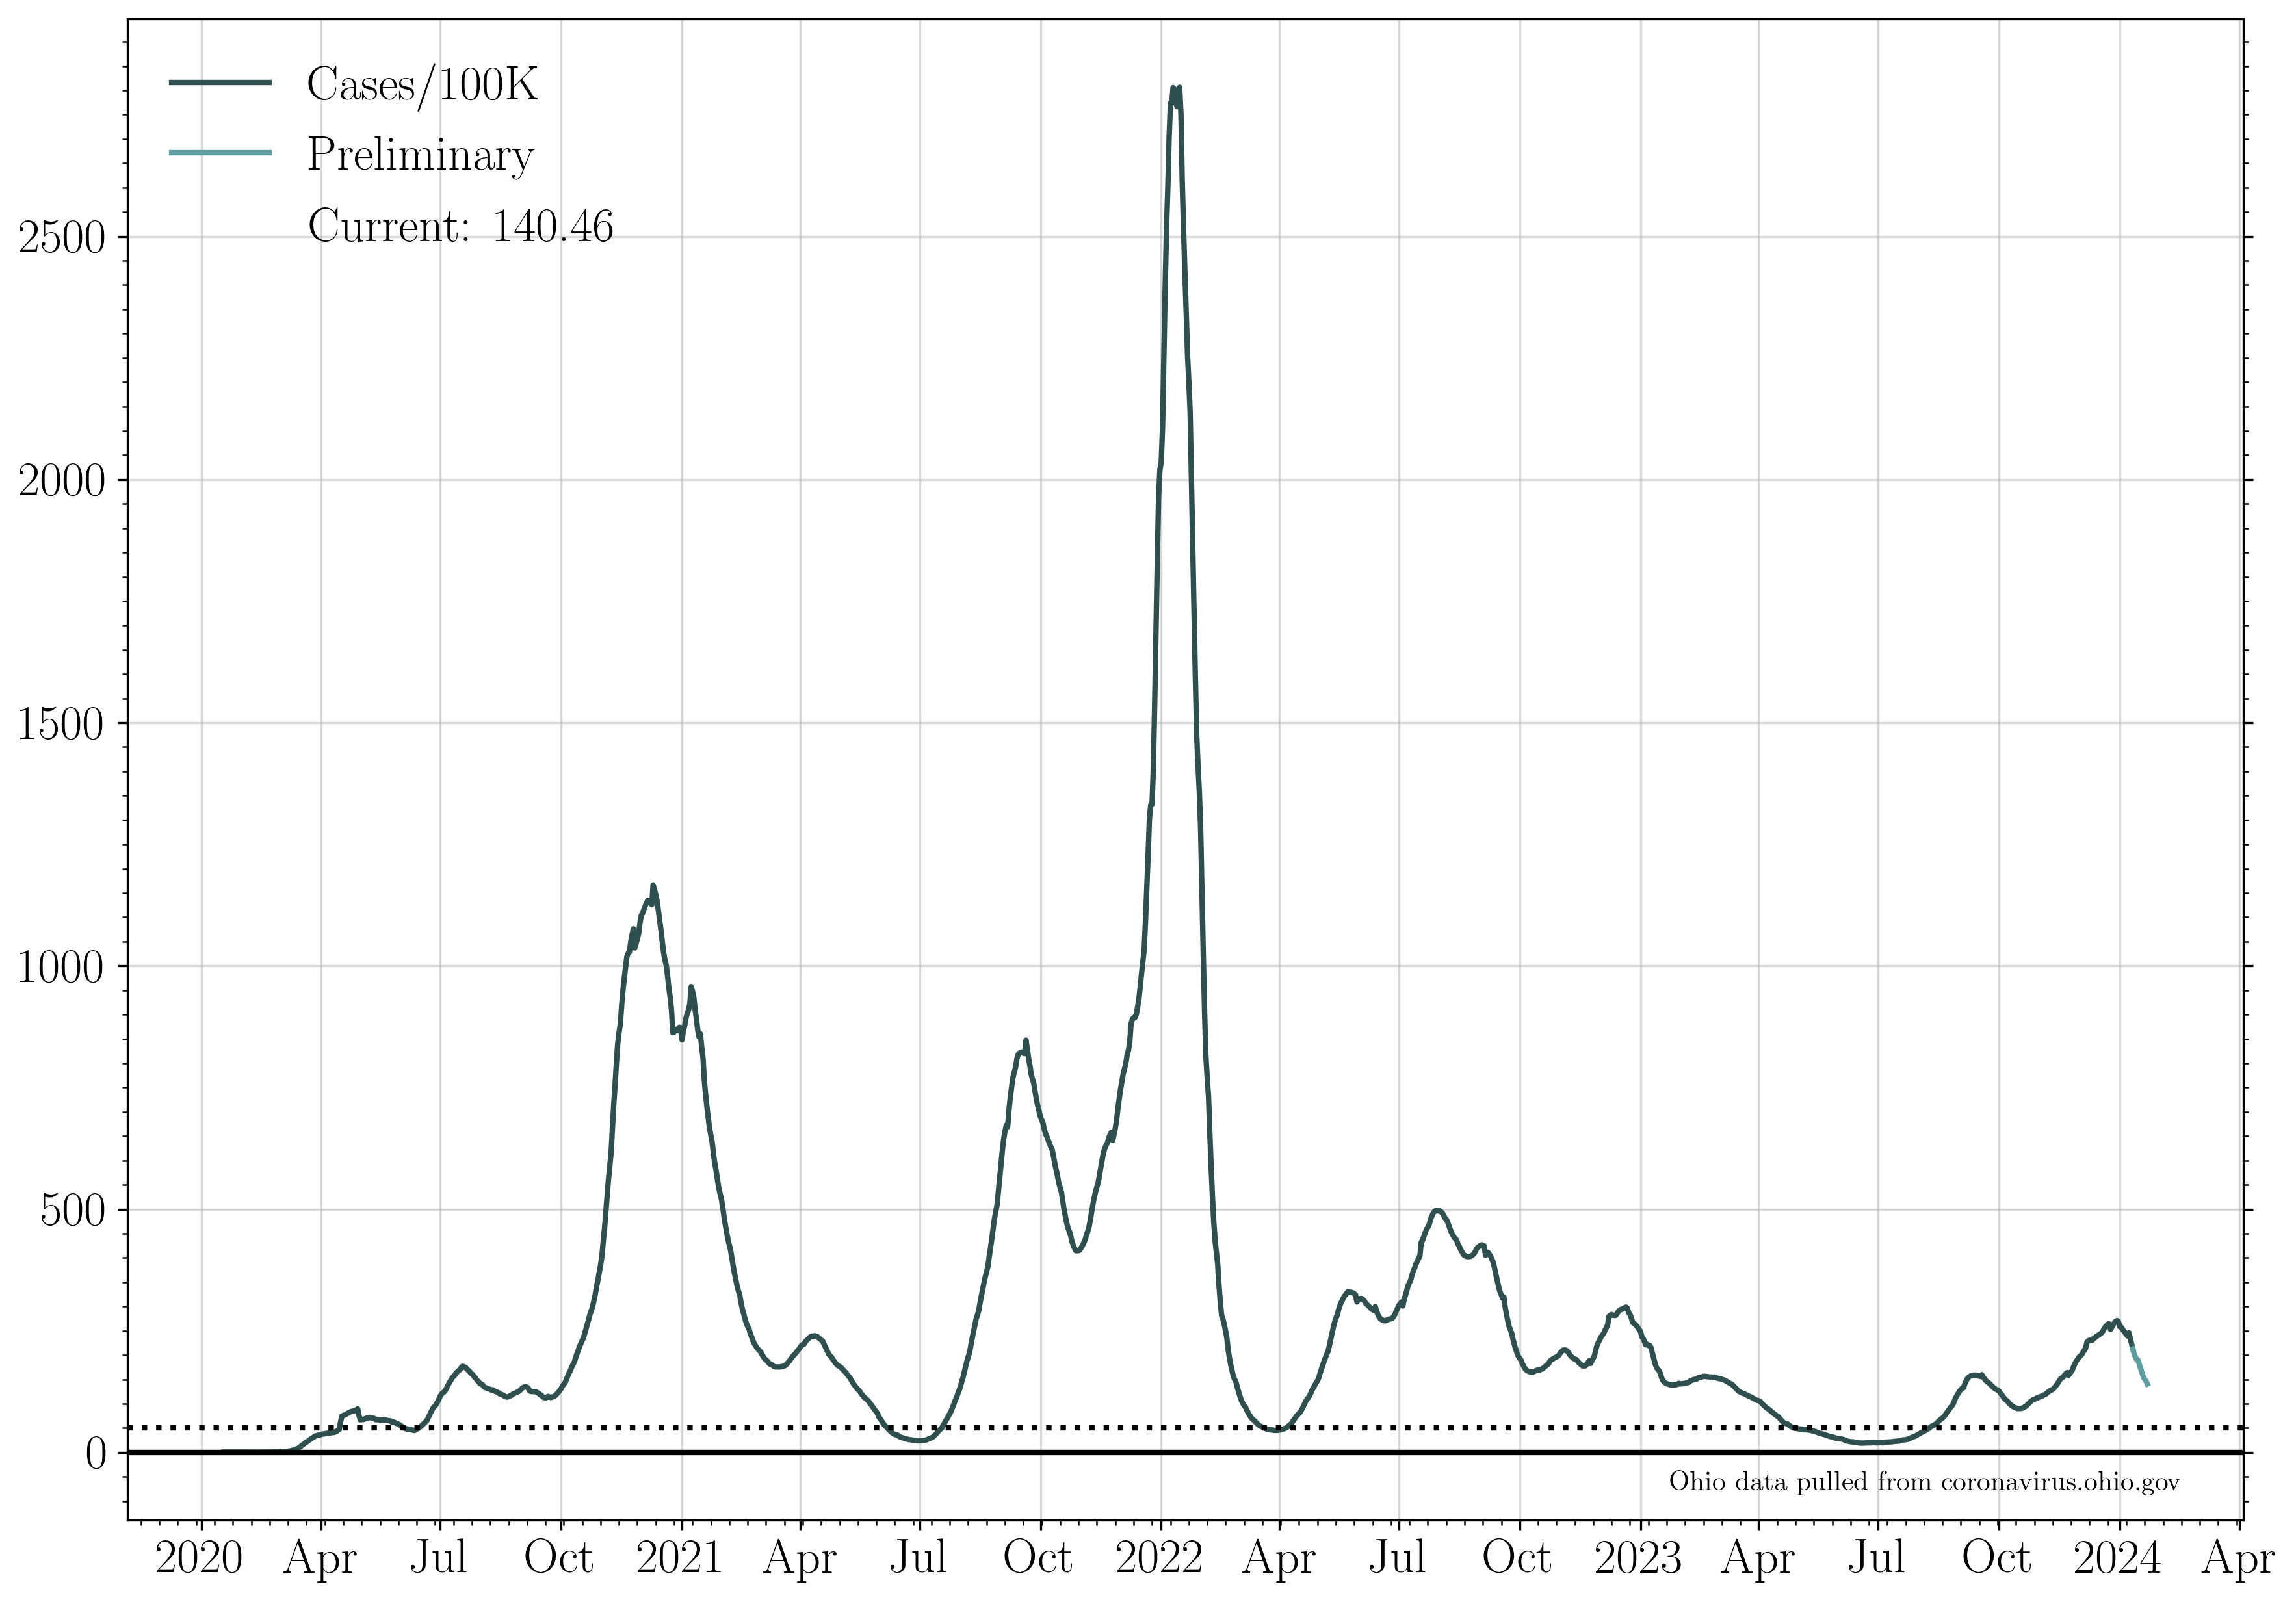 Cases/100K
Preliminary
Current: 140.46
2500
2000
1500
1000
500
0
Ohio data pulled from coronavirus.ohio.gov
2020 Apr Jul Oct 2021 Apr Jul Oct 2022 Apr Jul Oct 2023 Apr Jul Oct 2024 Apr